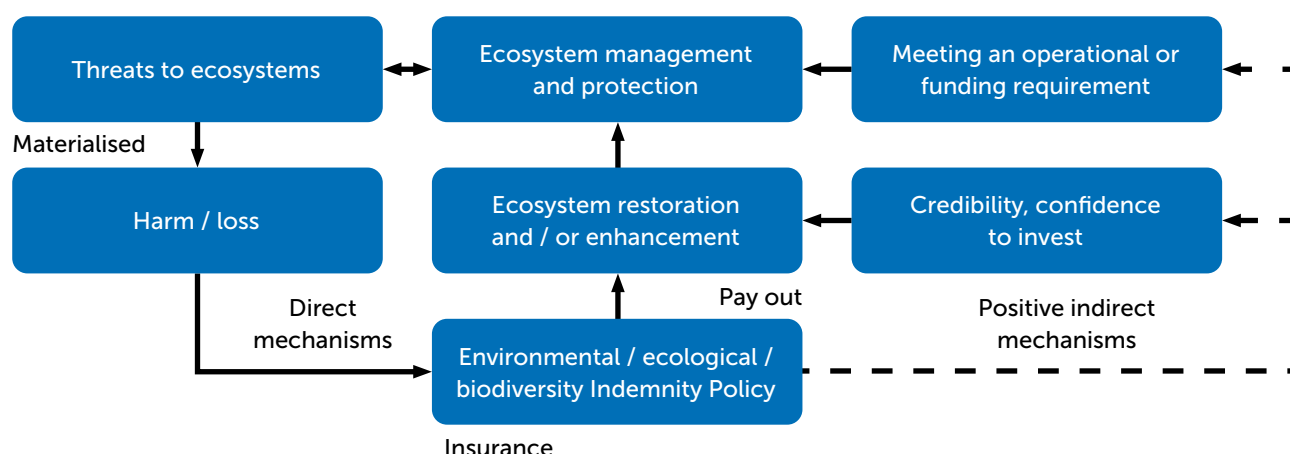 Threats to ecosystems
Ecosystem management
and protection
Meeting an operational or
funding requirement
Materialised
Harm / loss
Ecosystem restoration
and / or enhancement
Credibility, confidence
to invest
Direct
mechanisms
Pay out
Positive indirect
mechanisms
Environmental / ecological /
biodiversity Indemnity Policy
Insurance